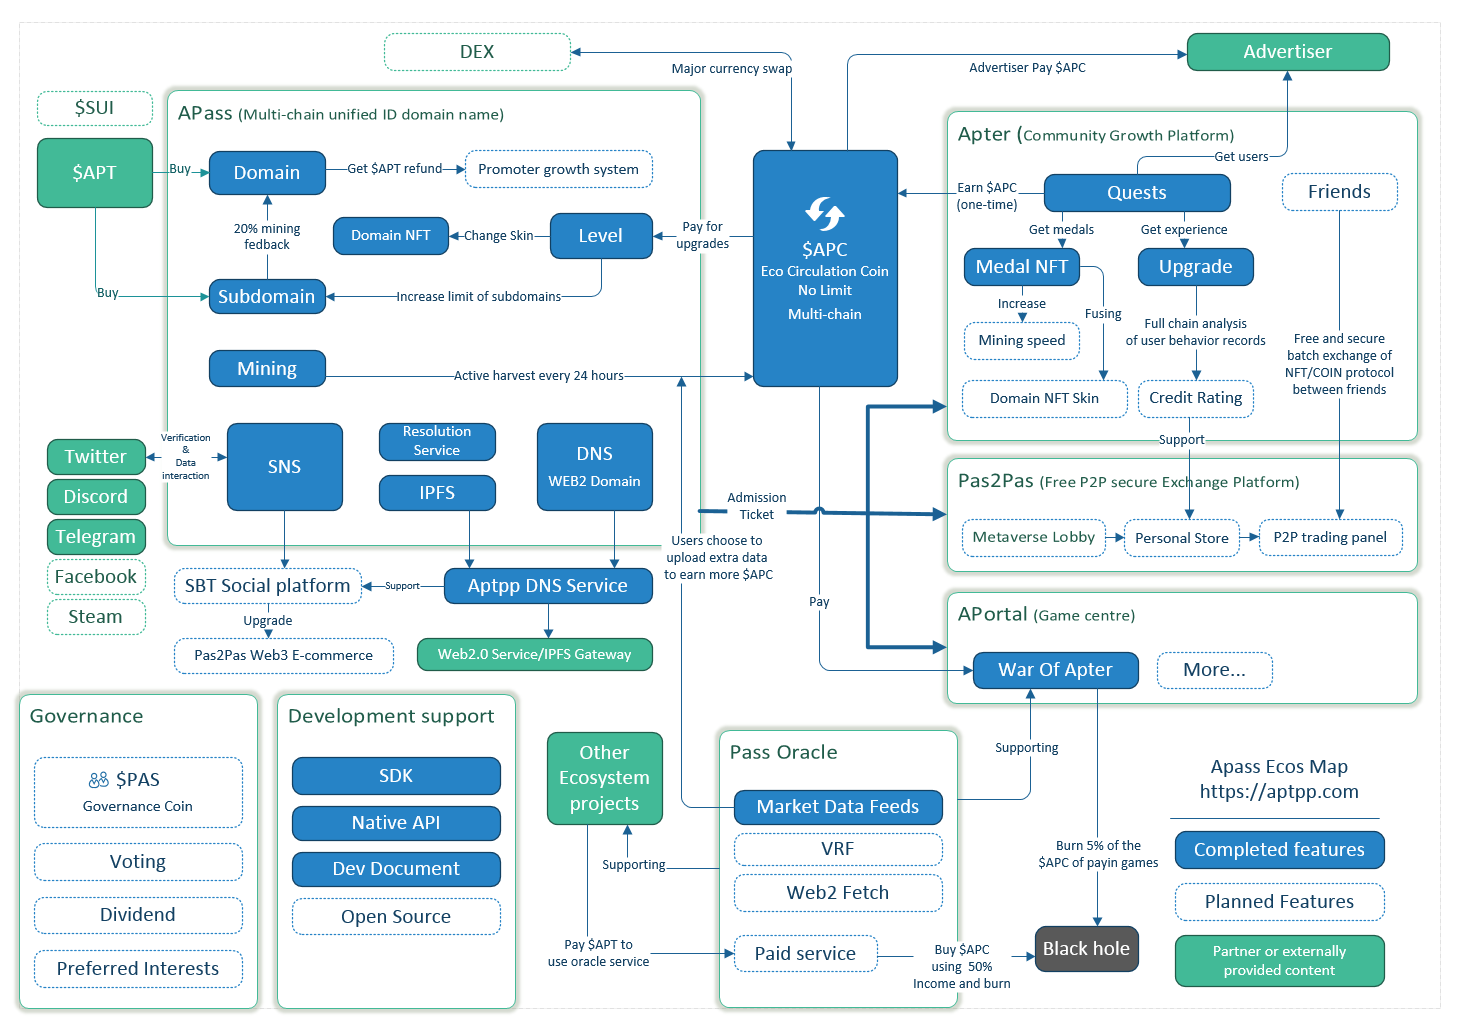 DEX
Major currency swap
Advertiser Pay $APC
Advertiser
$SUI
$APT
Buy
Buy
APass (Multi-chain unified ID domain name)
Domain
Get $APT refund
Promoter growth system
20% mining
fedback
Domain NFT
Change Skin
Level
Pay for
upgrades
Subdomain
Increase limit of subdomains
Mining
Active harvest every 24 hours
$APC
Eco Circulation Coin
No Limit
Multi-chain
Apter (Community Growth Platform)
Get users
Earn $APC
(one-time)
Quests
Friends
Get medals
Get experience
Medal NFT
Upgrade
Increase
Fusing
Mining speed
Full chain analysis
of user behavior records
Free and secure
batch exchange of
NFT/COIN protocol
between friends
Domain NFT Skin
Credit Rating
Support
Twitter
Discord
Telegram
Facebook
Steam
Verification
&
Data
interaction
SNS
Resolution
Service
IPFS
DNS
WEB2 Domain
Admission
Ticket
Users choose to
upload extra data
to earn more $APC
Pas2Pas (Free P2P secure Exchange Platform)
Metaverse Lobby
Personal Store
P2P trading panel
SBT Social platform
Support
Aptpp DNS Service
Upgrade
Pas2Pas Web3 E-commerce
Web2.0 Service/IPFS Gateway
Pay
APortal (Game centre)
War Of Apter
More...
Governance
$PAS
Governance Coin
Voting
Dividend
Preferred Interests
Development support
SDK
Native API
Dev Document
Open Source
Other
Ecosystem
projects
Supporting
Pay $APT to
use oracle service
Pass Oracle
Market Data Feeds
VRF
Web2 Fetch
Paid service
Supporting
Buy $APC
using 50%
Income and burn
Burn 5% of the
$APC of payin games
Black hole
Apass Ecos Map
https://aptpp.com
Completed features
Planned Features
Partner or externally
provided content